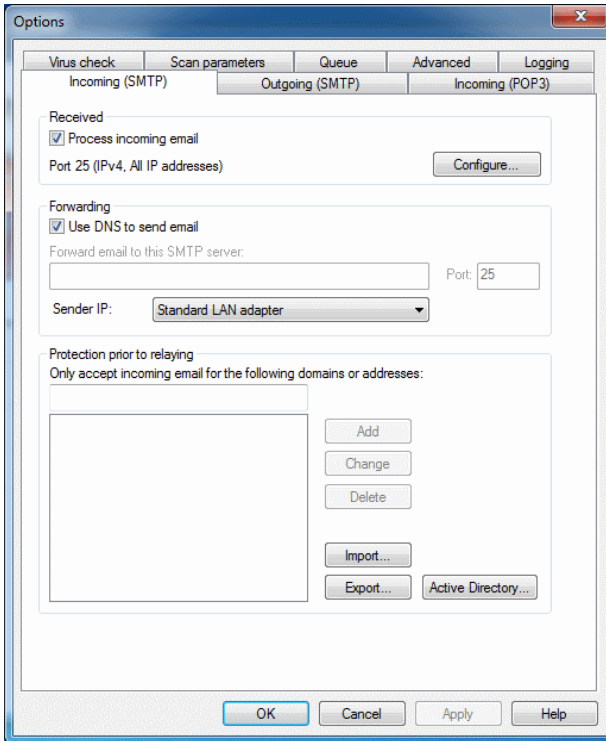 Options
Virus check Scan parameters Queue Advanced Logging
Incoming (SMTP) Outgoing (SMTP) Incoming (POP3)
Received
Process incoming email
Port 25 (IPv4, All IP addresses) Configure...
Forwarding
Use DNS to send email
Forward email to this SMTP server:
Port: 25
Sender IP: Standard LAN adapter
Protection prior to relaying
Only accept incoming email for the following domains or addresses:
Add
Change
Delete
Import...
Export... Active Directory...
OK Cancel Apply Help